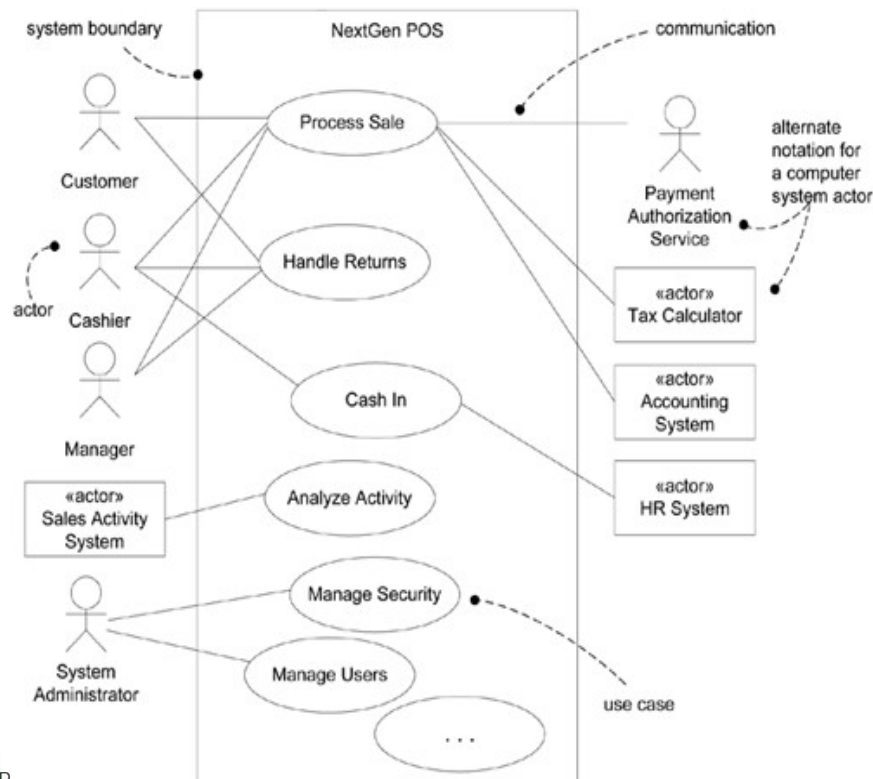 system boundary
NextGen POS
communication
Process Sale
Customer
alternate
notation for
a computer
system actor
Payment
Authorization
Service
Handle Returns
actor
Cashier
«actor»
Tax Calculator
Cash In
«actor»
Accounting
System
Manager
«actor»
Sales Activity
System
Analyze Activity
«actor»
HR System
Manage Security
System
Administrator
Manage Users
use case
. . .